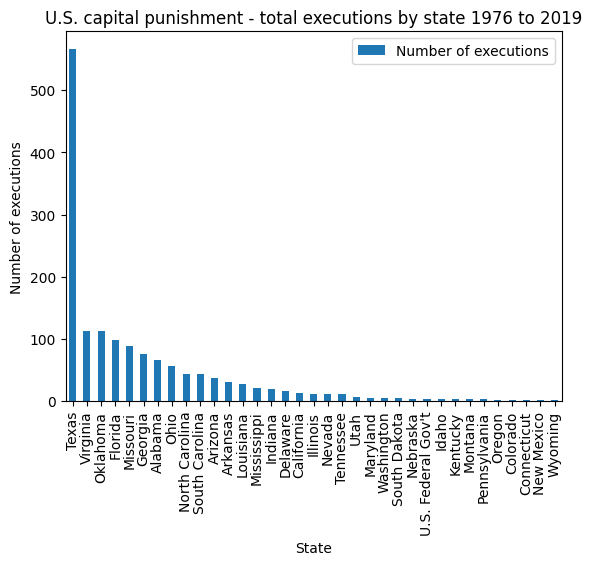 U.S. capital punishment - total executions by state 1976 to 2019
Number of executions
Number of executions
500
400
300
200
100
0
Texas
Virginia
Oklahoma
Florida
Missouri
Georgia
Alabama
Ohio
North Carolina
South Carolina
Arizona
Arkansas
Louisiana
Mississippi
Indiana
Delaware
California
Illinois
Nevada
Tennessee
Utah
Maryland
Washington
South Dakota
Nebraska
U.S. Federal Gov't
Idaho
Kentucky
Montana
Pennsylvania
Oregon
Colorado
Connecticut
New Mexico
Wyoming
State